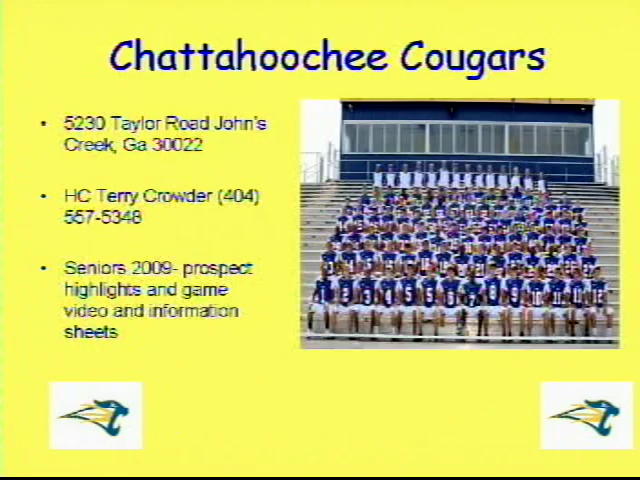 Chattahoochee Cougars
• 5230 Taylor Road John's
Creek, Ga 30022
• HC Terry Crowder (404)
557-5348
• Seniors 2009- prospect
highlights and game
video and information
sheets